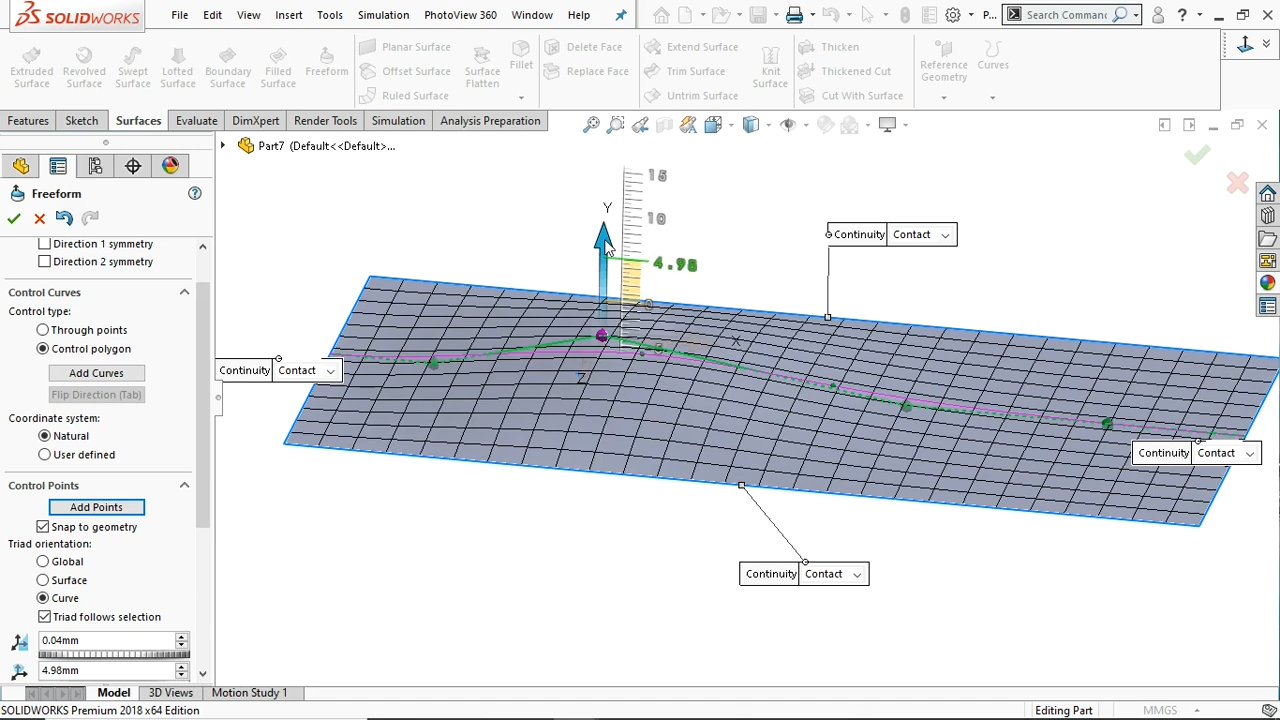 SOLIDWORKS File Edit View Insert Tools Simulation PhotoView 360 Window Help P... Search Commanc ?
Extruded Surface
Revolved Surface
Swept Surface
Lofted Surface
Boundary Surface
Filled Surface
Freeform
Planar Surface
Offset Surface
Ruled Surface
Surface Flatten
Fillet
Delete Face
Replace Face
Extend Surface
Trim Surface
Untrim Surface
Knit Surface
Thicken
Thickened Cut
Cut With Surface
Reference Geometry
Curves
Features Sketch Surfaces Evaluate DimXpert Render Tools Simulation Analysis Preparation
Part7 (Default<<Default>...
Freeform ?
Direction 1 symmetry
Direction 2 symmetry
Control Curves
Control type:
Through points
Control polygon
Add Curves
Flip Direction (Tab)
Coordinate system:
Natural
User defined
Control Points
Add Points
Snap to geometry
Triad orientation:
Global
Surface
Curve
Triad follows selection
0.04mm
4.98mm
15
Y
10
4.98
0
X
5
Z
Continuity Contact
Continuity Contact
Continuity Contact
Continuity Contact
Model 3D Views Motion Study 1
SOLIDWORKS Premium 2018 x64 Edition Editing Part MMGS